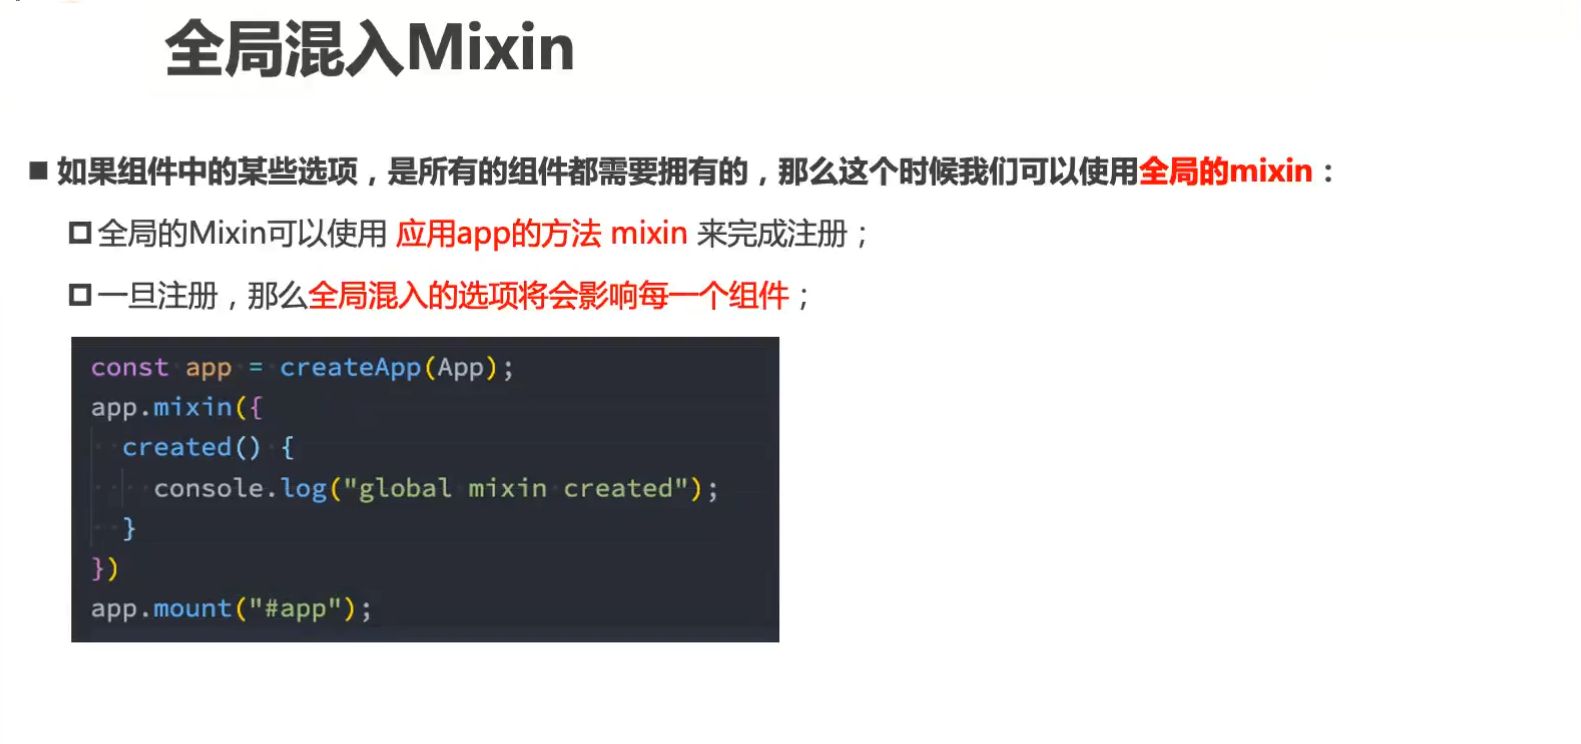 全局混入Mixin
如果组件中的某些选项，是所有的组件都需要拥有的，那么这个时候我们可以使用全局的mixin：
全局的Mixin可以使用 应用app的方法 mixin 来完成注册；
一旦注册，那么全局混入的选项将会影响每一个组件；
const app = createApp(App);
app.mixin({
  created() {
    console.log("global mixin created");
  }
})
app.mount("#app");